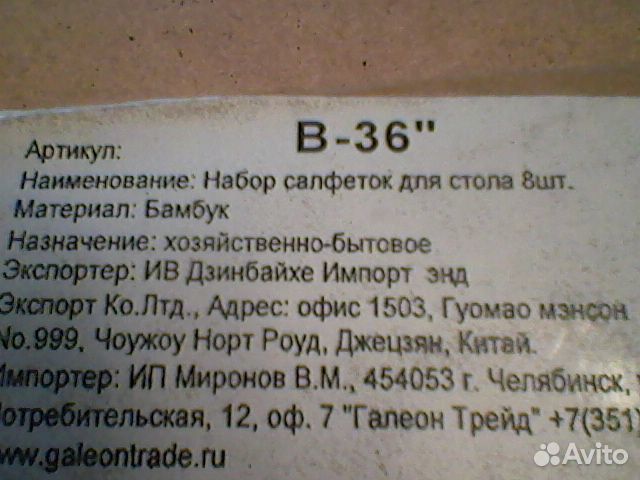 В-36"
Артикул:
Наименование: Набор салфеток для стола 8шт.
Материал: Бамбук
Назначение: хозяйственно-бытовое
Экспортер: ИВ Дзинбайхе Импорт энд
Экспорт Ко.Лтд., Адрес: офис 1503, Гуомао мэнсон
No.999, Чоужоу Норт Роуд, Джецзян, Китай.
Импортер: ИП Миронов В.М., 454053 г. Челябинск,
Потребительская, 12, оф. 7 "Галеон Трейд" +7(351)
www.galeontrade.ru
Avito